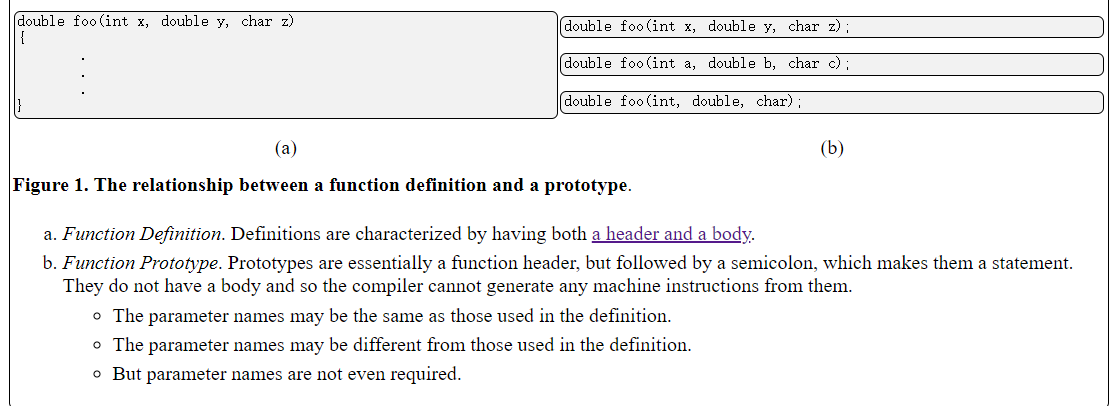 double foo(int x, double y, char z)
{
.
.
.
}
(a)
double foo(int x, double y, char z);
double foo(int a, double b, char c);
double foo(int, double, char);
(b)
Figure 1. The relationship between a function definition and a prototype.
a. Function Definition. Definitions are characterized by having both a header and a body.
b. Function Prototype. Prototypes are essentially a function header, but followed by a semicolon, which makes them a statement.
They do not have a body and so the compiler cannot generate any machine instructions from them.
The parameter names may be the same as those used in the definition.
The parameter names may be different from those used in the definition.
But parameter names are not even required.